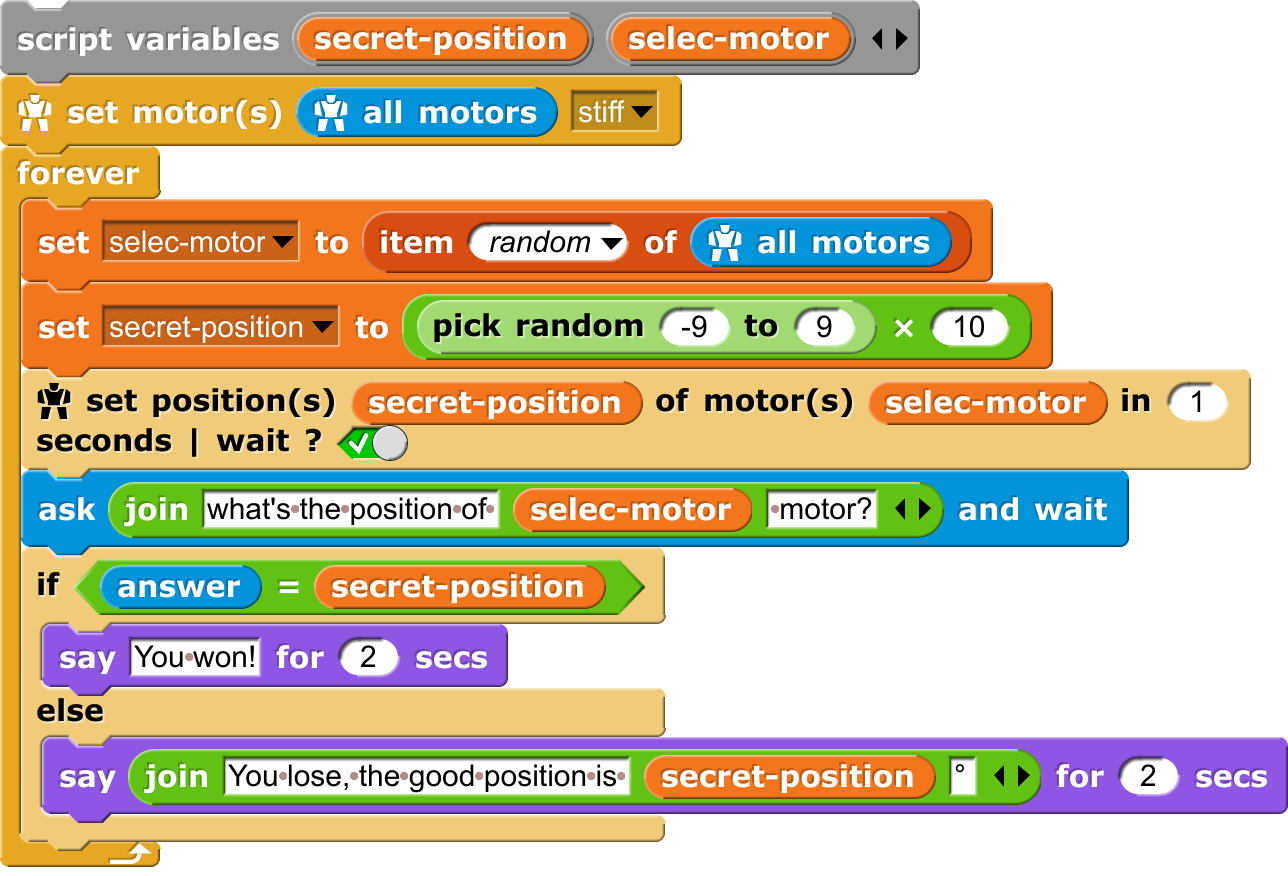 script variables secret-position selec-motor
set motor(s) all motors stiff
forever
set selec-motor to item random of all motors
set secret-position to pick random -9 to 9 × 10
set position(s) secret-position of motor(s) selec-motor in 1
seconds | wait ?
ask join what's the position of selec-motor motor? and wait
if answer = secret-position
say You won! for 2 secs
else
say join You lose, the good position is secret-position ° for 2 secs